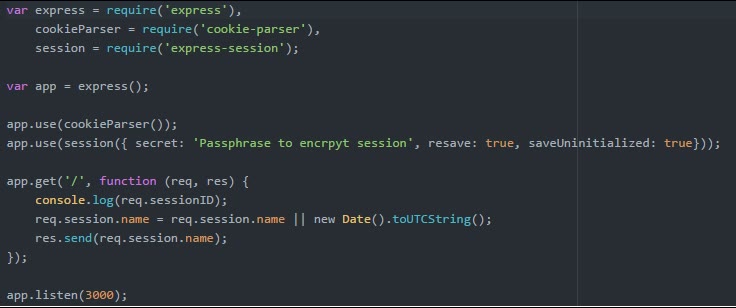 var express = require('express'),
    cookieParser = require('cookie-parser'),
    session = require('express-session');

var app = express();

app.use(cookieParser());
app.use(session({ secret: 'Passphrase to encrpyt session', resave: true, saveUninitialized: true}));

app.get('/', function (req, res) {
    console.log(req.sessionID);
    req.session.name = req.session.name || new Date().toUTCString();
    res.send(req.session.name);
});

app.listen(3000);